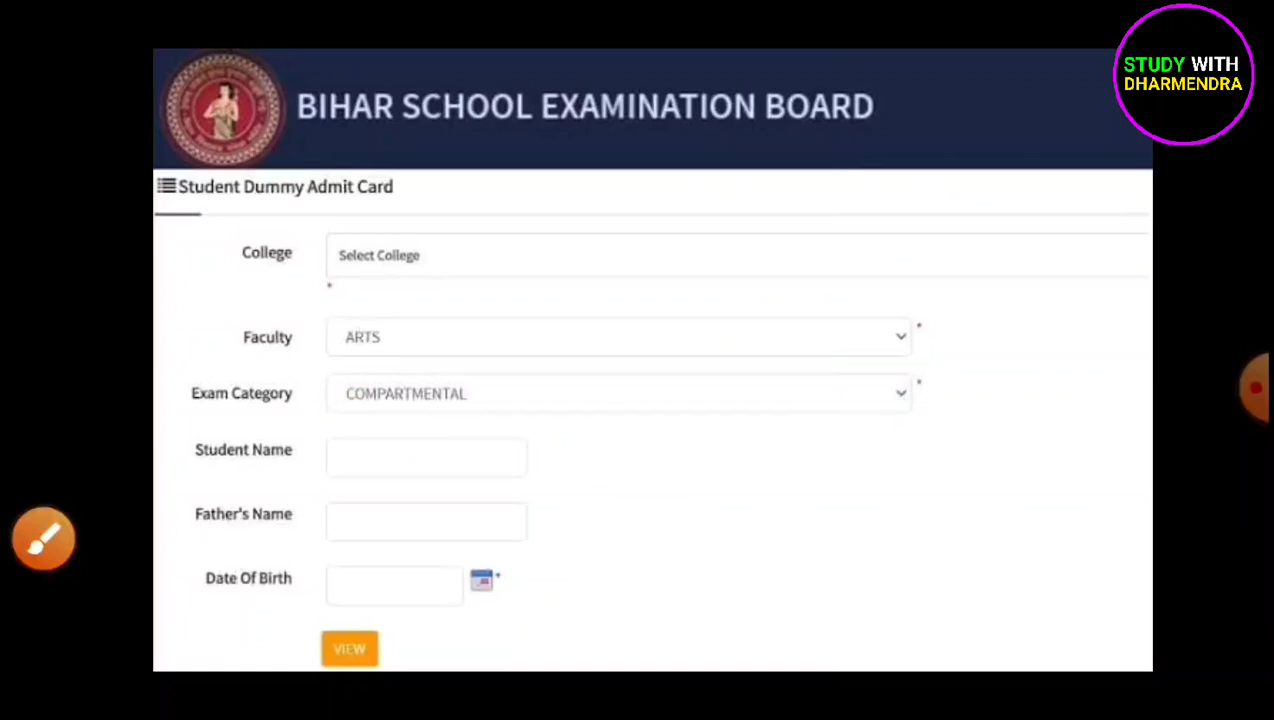 STUDY WITH
DHARMENDRA
BIHAR SCHOOL EXAMINATION BOARD
Student Dummy Admit Card
College
Select College
*
Faculty
ARTS
*
Exam Category
COMPARTMENTAL
*
Student Name
Father's Name
Date Of Birth
*
VIEW